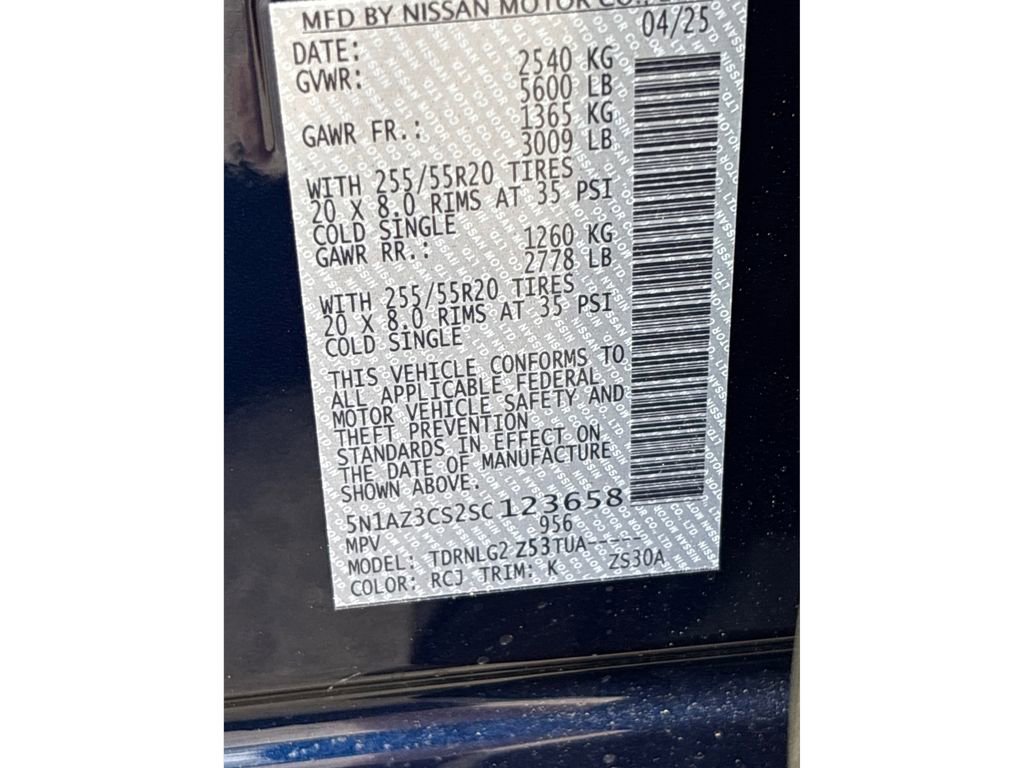 MFD BY NISSAN MOTOR CO.,
DATE: 04/25
GVWR: 2540 KG
5600 LB
GAWR FR.: 1365 KG
3009 LB
WITH 255/55R20 TIRES
20 X 8.0 RIMS AT 35 PSI
COLD SINGLE
GAWR RR.: 1260 KG
2778 LB
WITH 255/55R20 TIRES
20 X 8.0 RIMS AT 35 PSI
COLD SINGLE
THIS VEHICLE CONFORMS TO
ALL APPLICABLE FEDERAL
MOTOR VEHICLE SAFETY AND
THEFT PREVENTION
STANDARDS IN EFFECT ON
THE DATE OF MANUFACTURE
SHOWN ABOVE.
5N1AZ3CS2SC123658
MPV 956
MODEL: TDRNLG2 Z53TUA-----
COLOR: RCJ TRIM: K ZS30A